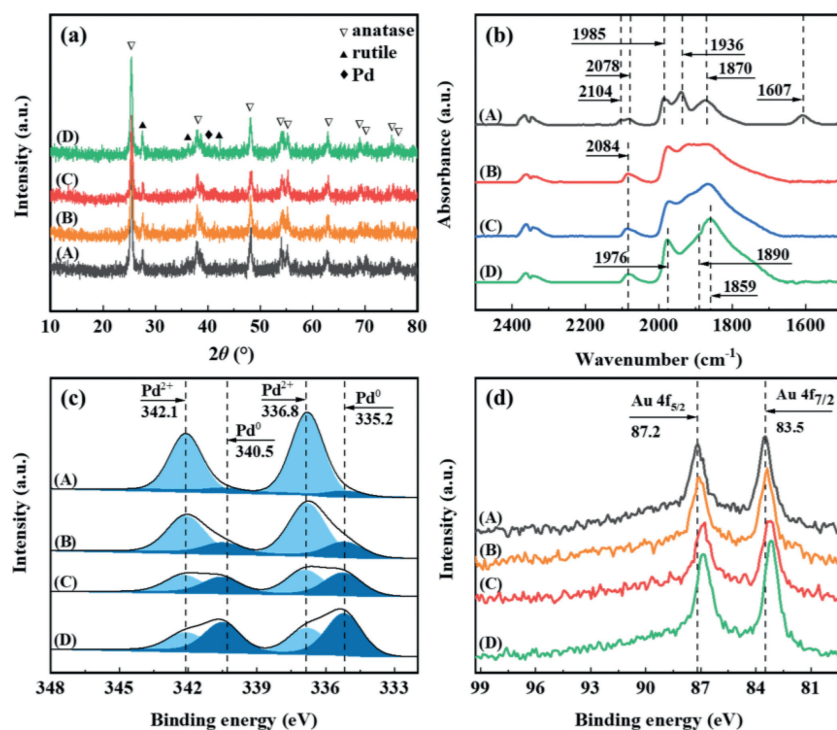 (a)
▽ anatase
▲ rutile
♦ Pd
(D)
(C)
(B)
(A)
Intensity (a.u.)
10 20 30 40 50 60 70 80
2θ (°)
(b)
1985
1936
2078
1870
2104
1607
(A)
(B)
2084
(C)
(D)
1976
1890
1859
Absorbance (a.u.)
2400 2200 2000 1800 1600
Wavenumber (cm⁻¹)
(c)
Pd²⁺
342.1
Pd⁰
340.5
Pd²⁺
336.8
Pd⁰
335.2
(A)
(B)
(C)
(D)
Intensity (a.u.)
348 345 342 339 336 333
Binding energy (eV)
(d)
Au 4f5/2
87.2
Au 4f7/2
83.5
(A)
(B)
(C)
(D)
Intensity (a.u.)
99 96 93 90 87 84 81
Binding energy (eV)